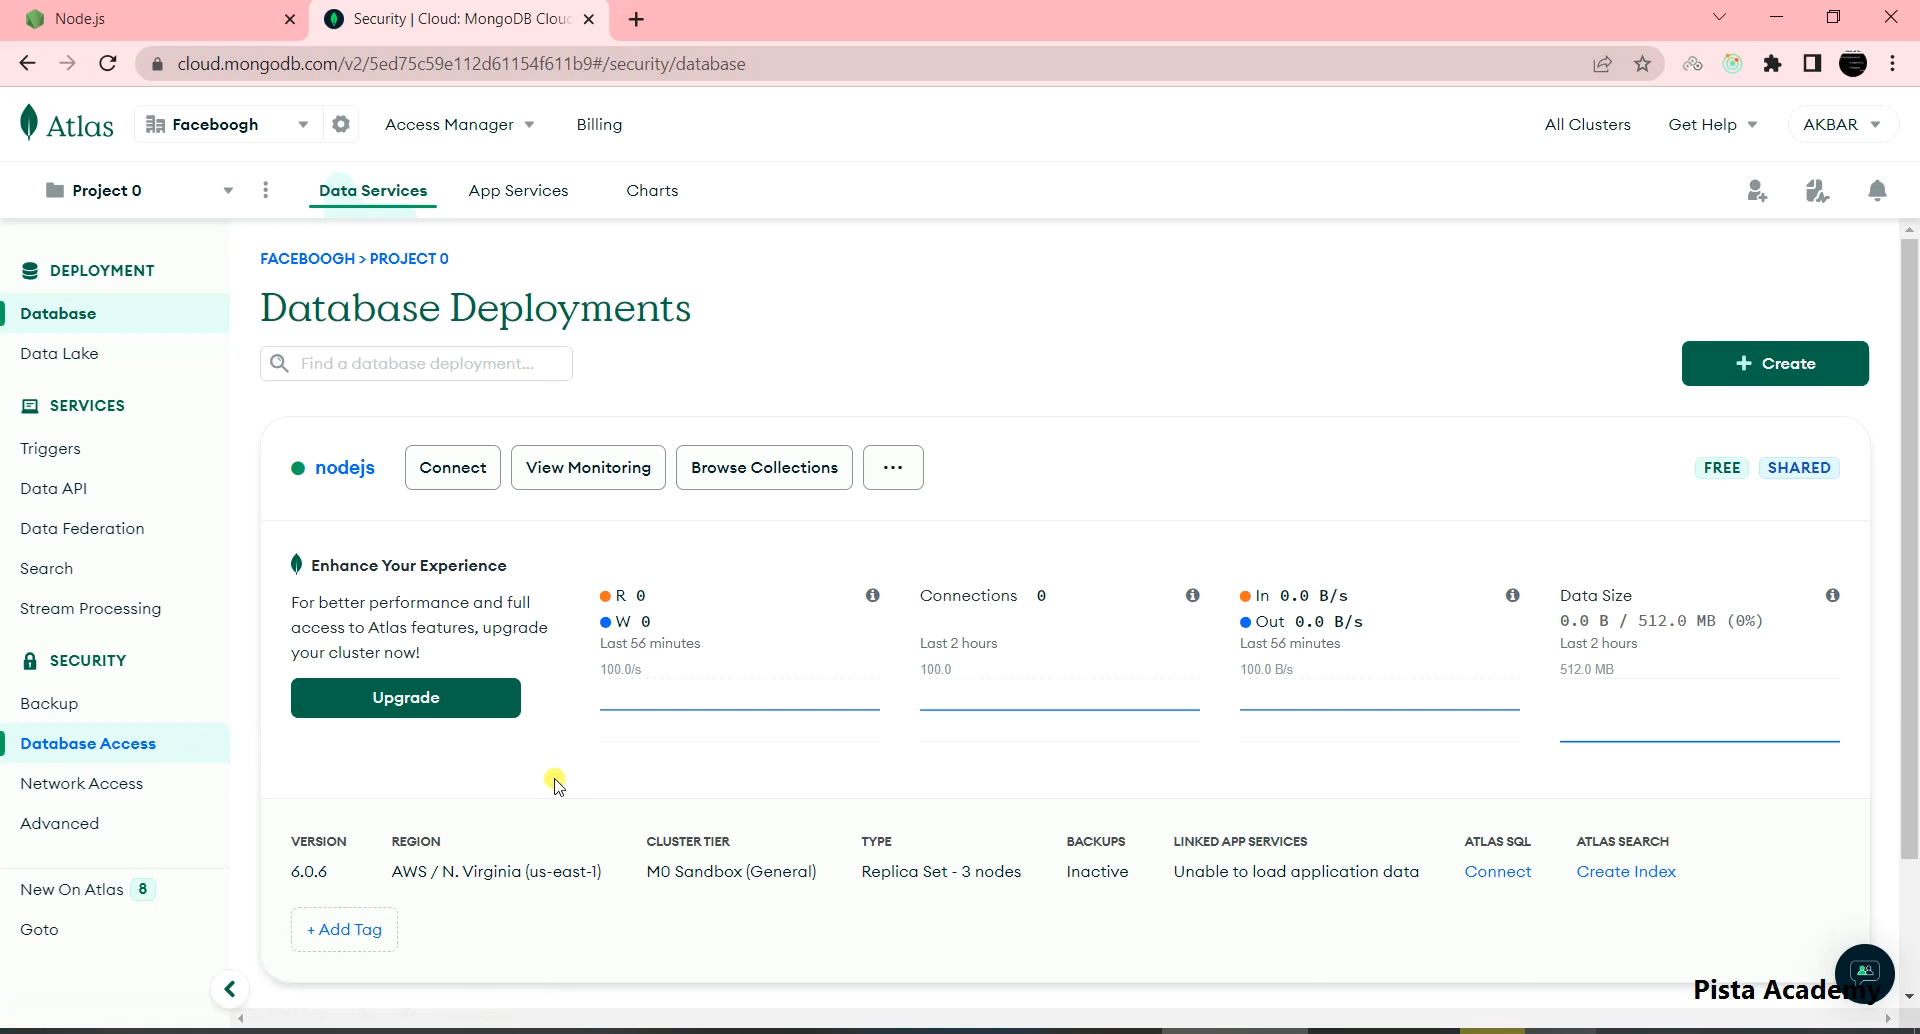 Node.js
Security | Cloud: MongoDB Clou
cloud.mongodb.com/v2/5ed75c59e112d61154f611b9#/security/database
Atlas
Faceboogh
Access Manager
Billing
All Clusters
Get Help
AKBAR
Project 0
Data Services
App Services
Charts
DEPLOYMENT
Database
Data Lake
SERVICES
Triggers
Data API
Data Federation
Search
Stream Processing
SECURITY
Backup
Database Access
Network Access
Advanced
New On Atlas 8
Goto
FACEBOOGH > PROJECT 0
Database Deployments
Find a database deployment...
+ Create
nodejs
Connect
View Monitoring
Browse Collections
...
FREE
SHARED
Enhance Your Experience
For better performance and full
access to Atlas features, upgrade
your cluster now!
Upgrade
R 0
W 0
Last 56 minutes
100.0/s
Connections 0
Last 2 hours
100.0
In 0.0 B/s
Out 0.0 B/s
Last 56 minutes
100.0 B/s
Data Size
0.0 B / 512.0 MB (0%)
Last 2 hours
512.0 MB
VERSION
6.0.6
REGION
AWS / N. Virginia (us-east-1)
CLUSTER TIER
M0 Sandbox (General)
TYPE
Replica Set - 3 nodes
BACKUPS
Inactive
LINKED APP SERVICES
Unable to load application data
ATLAS SQL
Connect
ATLAS SEARCH
Create Index
+ Add Tag
Pista Academy